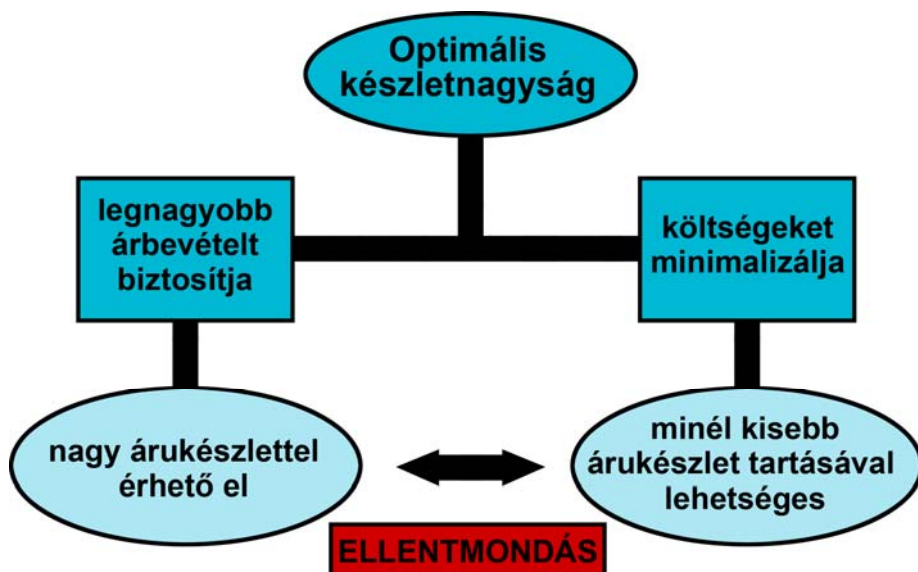 Optimális
készletnagyság
legnagyobb
árbevételt
biztosítja
költségeket
minimalizálja
nagy árukészlettel
érhető el
minél kisebb
árukészlet tartásával
lehetséges
ELLENTMONDÁS